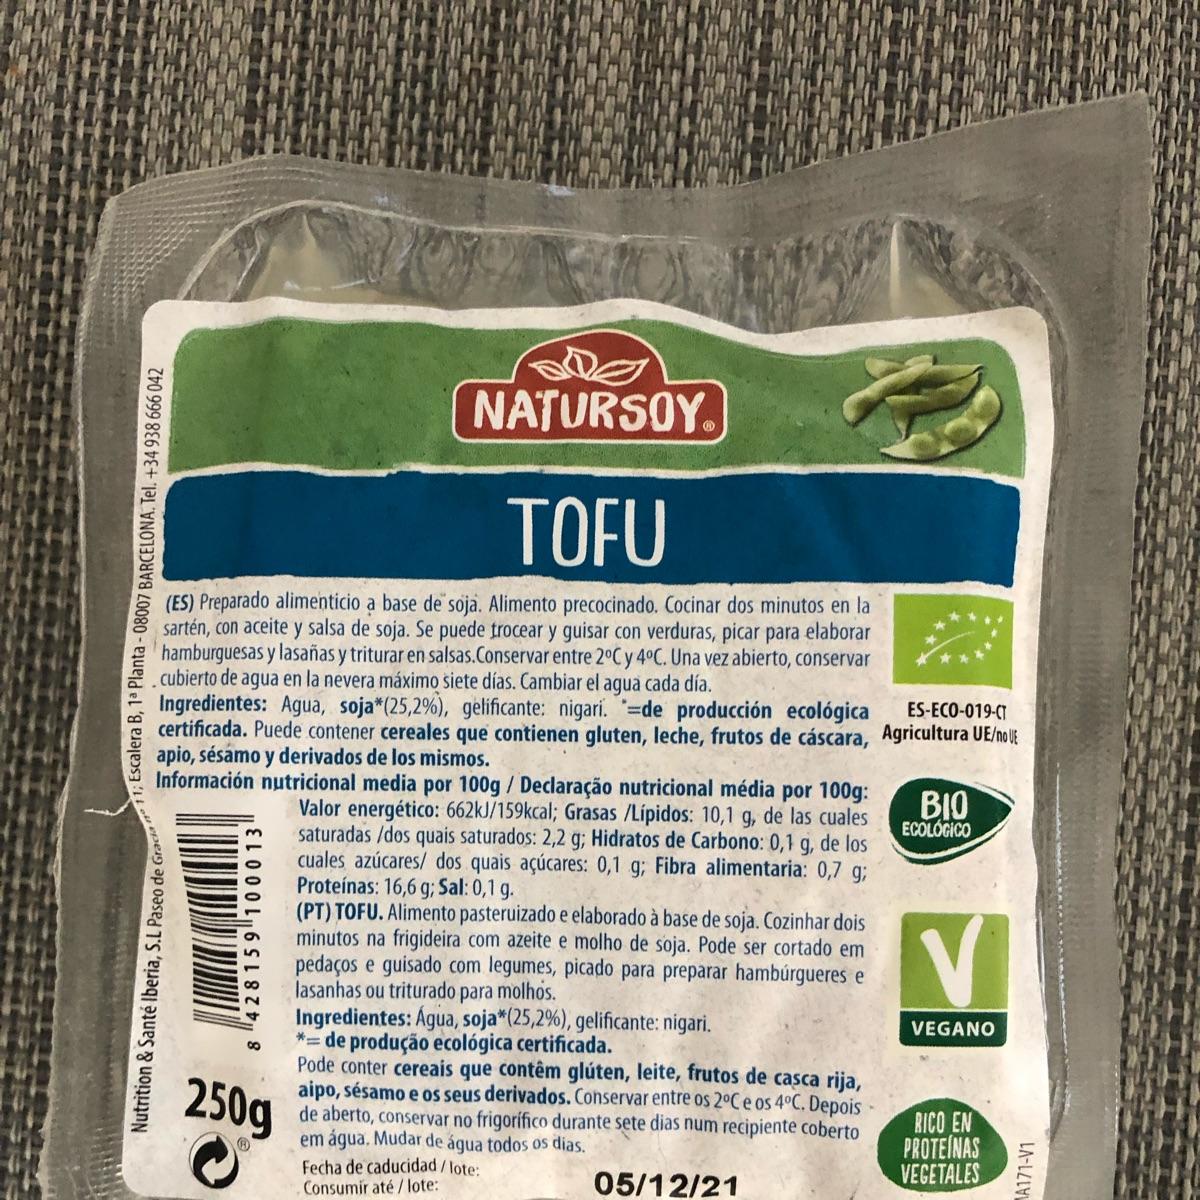 NATURSOY®
TOFU
(ES) Preparado alimenticio a base de soja. Alimento precocinado. Cocinar dos minutos en la
sartén, con aceite y salsa de soja. Se puede trocear y guisar con verduras, picar para elaborar
hamburguesas y lasañas y triturar en salsas.Conservar entre 2ºC y 4ºC. Una vez abierto, conservar
cubierto de agua en la nevera máximo siete días. Cambiar el agua cada día.
Ingredientes: Agua, soja*(25,2%), gelificante: nigari. *=de producción ecológica
certificada. Puede contener cereales que contienen gluten, leche, frutos de cáscara,
apio, sésamo y derivados de los mismos.
Información nutricional media por 100g / Declaração nutricional média por 100g:
Valor energético: 662kJ/159kcal; Grasas /Lípidos: 10,1 g, de las cuales
saturadas /dos quais saturados: 2,2 g; Hidratos de Carbono: 0,1 g, de los
cuales azúcares/ dos quais açúcares: 0,1 g; Fibra alimentaria: 0,7 g;
Proteínas: 16,6 g; Sal: 0,1 g.
(PT) TOFU. Alimento pasteruizado e elaborado à base de soja. Cozinhar dois
minutos na frigideira com azeite e molho de soja. Pode ser cortado em
pedaços e guisado com legumes, picado para preparar hambúrgueres e
lasanhas ou triturado para molhos.
Ingredientes: Água, soja*(25,2%), gelificante: nigari.
*= de produção ecológica certificada.
Pode conter cereais que contêm glúten, leite, frutos de casca rija,
aipo, sésamo e os seus derivados. Conservar entre os 2ºC e os 4ºC. Depois
de aberto, conservar no frigorífico durante sete dias num recipiente coberto
em água. Mudar de água todos os dias.
Fecha de caducidad / lote:
Consumir até / lote:
05/12/21
ES-ECO-019-CT
Agricultura UE/no UE
BIO
ECOLÓGICO
V
VEGANO
RICO EN
PROTEÍNAS
VEGETALES
8 428159 100013
250g
®
Nutrition & Santé Iberia, S.L Paseo de Gracia nº 11; Escalera B, 1ª Planta - 08007 BARCELONA. Tel. +34 938 666 042